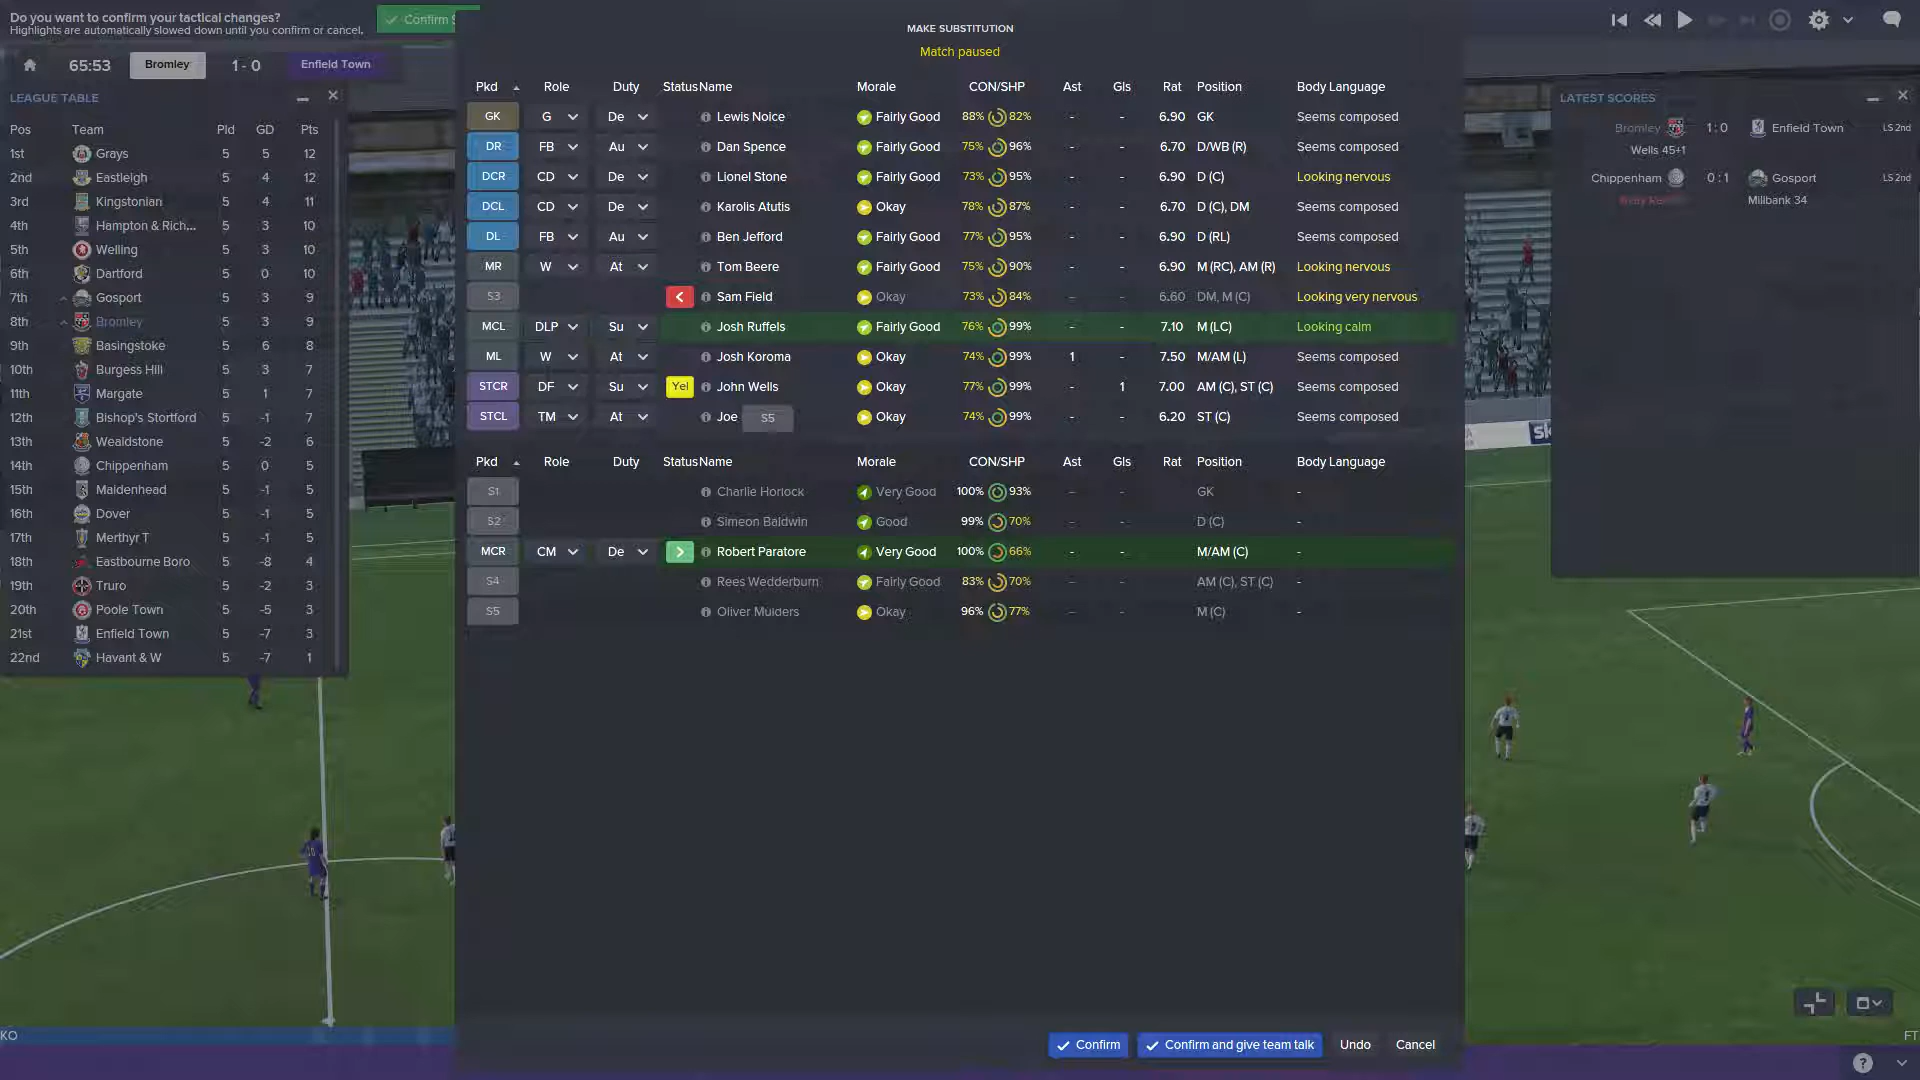 Do you want to confirm your tactical changes?
Highlights are automatically slowed down until you confirm or cancel.
Confirm S
65:53 Bromley 1 - 0 Enfield Town
LEAGUE TABLE
Pos Team Pld GD Pts
1st Grays 5 5 12
2nd Eastleigh 5 4 12
3rd Kingstonian 5 4 11
4th Hampton & Rich... 5 3 10
5th Welling 5 3 10
6th Dartford 5 0 10
7th Gosport 5 3 9
8th Bromley 5 3 9
9th Basingstoke 5 6 8
10th Burgess Hill 5 3 7
11th Margate 5 1 7
12th Bishop's Stortford 5 -1 7
13th Wealdstone 5 -2 6
14th Chippenham 5 0 5
15th Maidenhead 5 -1 5
16th Dover 5 -1 5
17th Merthyr T 5 -1 5
18th Eastbourne Boro 5 -8 4
19th Truro 5 -2 3
20th Poole Town 5 -5 3
21st Enfield Town 5 -7 3
22nd Havant & W 5 -7 1
MAKE SUBSTITUTION
Match paused
Pkd Role Duty Status Name Morale CON/SHP Ast Gls Rat Position Body Language
GK G De Lewis Noice Fairly Good 88% 82% - - 6.90 GK Seems composed
DR FB Au Dan Spence Fairly Good 75% 96% - - 6.70 D/WB (R) Seems composed
DCR CD De Lionel Stone Fairly Good 73% 95% - - 6.90 D (C) Looking nervous
DCL CD De Karolis Atutis Okay 78% 87% - - 6.70 D (C), DM Seems composed
DL FB Au Ben Jefford Fairly Good 77% 95% - - 6.90 D (RL) Seems composed
MR W At Tom Beere Fairly Good 75% 90% - - 6.90 M (RC), AM (R) Looking nervous
S3 Sam Field Okay 73% 84% - - 6.60 DM, M (C) Looking very nervous
MCL DLP Su Josh Ruffels Fairly Good 76% 99% - - 7.10 M (LC) Looking calm
ML W At Josh Koroma Okay 74% 99% 1 - 7.50 M/AM (L) Seems composed
STCR DF Su Yel John Wells Okay 77% 99% - 1 7.00 AM (C), ST (C) Seems composed
STCL TM At Joe S5 Okay 74% 99% - - 6.20 ST (C) Seems composed
Pkd Role Duty Status Name Morale CON/SHP Ast Gls Rat Position Body Language
S1 Charlie Horlock Very Good 100% 93% - - GK -
S2 Simeon Baldwin Good 99% 70% - - D (C) -
MCR CM De Robert Paratore Very Good 100% 66% - - M/AM (C) -
S4 Rees Wedderburn Fairly Good 83% 70% - - AM (C), ST (C) -
S5 Oliver Muiders Okay 96% 77% - - M (C) -
Confirm Confirm and give team talk Undo Cancel
LATEST SCORES
Bromley 1:0 Enfield Town LS 2nd
Wells 45+1
Chippenham 0:1 Gosport LS 2nd
Millbank 34
KO
FT